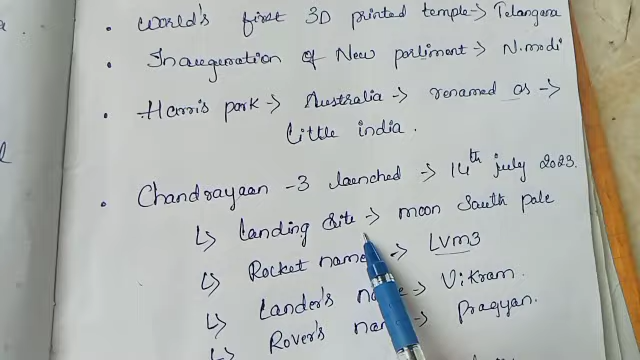 • World's first 3D printed temple → Telangana
• Inauguration of New parliment → N.modi
• Harris park → Australia → renamed as →
Little india.
• Chandrayaan -3 launched → 14th july 2023.
↳ Landing site → moon South pole
↳ Rocket name → LVM3
↳ Lander's name → Vikram.
↳ Rover's name → Pragyan.